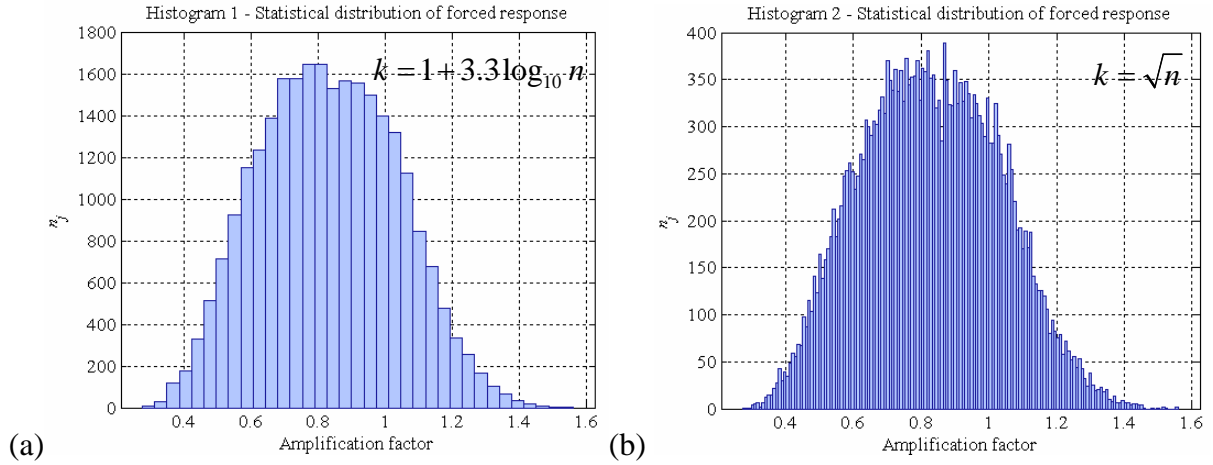 Histogram 1 - Statistical distribution of forced response
1800
1600
1400
1200
1000
800
600
400
200
0
n_j
k = 1 + 3.3 log₁₀ n
0.4 0.6 0.8 1 1.2 1.4 1.6
Amplification factor
(a)
Histogram 2 - Statistical distribution of forced response
400
350
300
250
200
150
100
50
0
n_j
k = √n
0.4 0.6 0.8 1 1.2 1.4 1.6
Amplification factor
(b)